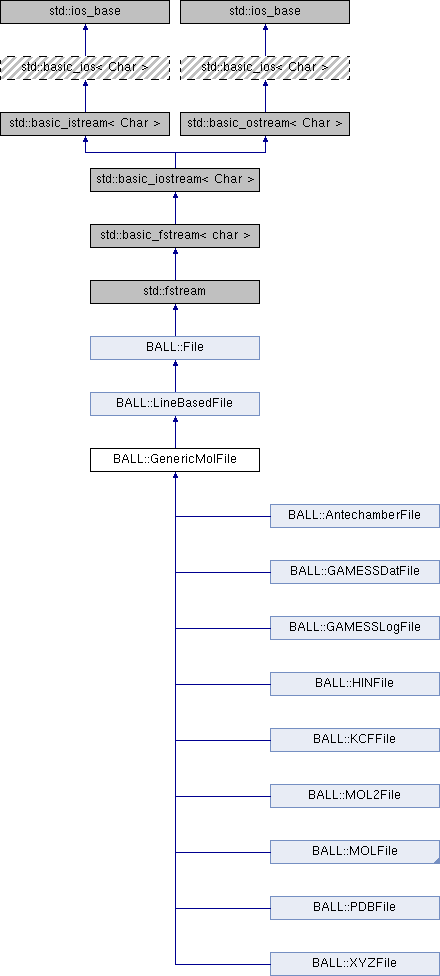 std::ios_base
std::ios_base
std::basic_ios< Char >
std::basic_ios< Char >
std::basic_istream< Char >
std::basic_ostream< Char >
std::basic_iostream< Char >
std::basic_fstream< char >
std::fstream
BALL::File
BALL::LineBasedFile
BALL::GenericMolFile
BALL::AntechamberFile
BALL::GAMESSDatFile
BALL::GAMESSLogFile
BALL::HINFile
BALL::KCFFile
BALL::MOL2File
BALL::MOLFile
BALL::PDBFile
BALL::XYZFile